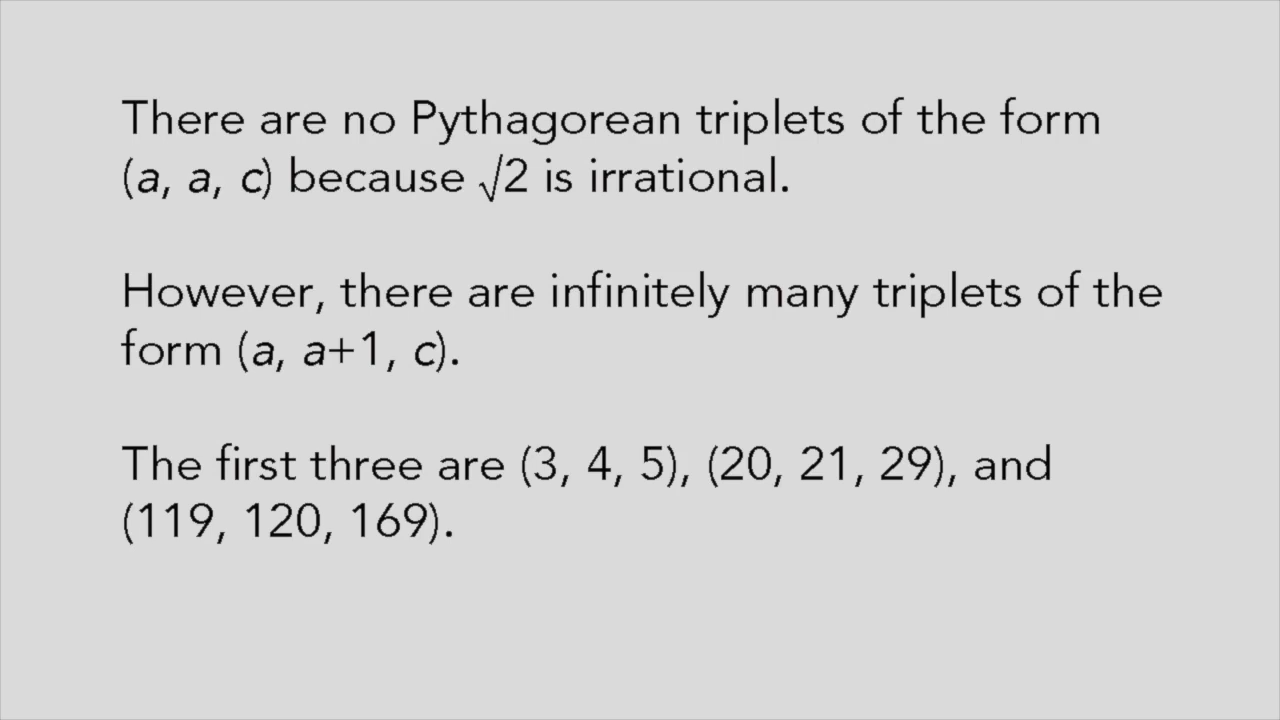 There are no Pythagorean triplets of the form
(a, a, c) because √2 is irrational.
However, there are infinitely many triplets of the
form (a, a+1, c).
The first three are (3, 4, 5), (20, 21, 29), and
(119, 120, 169).